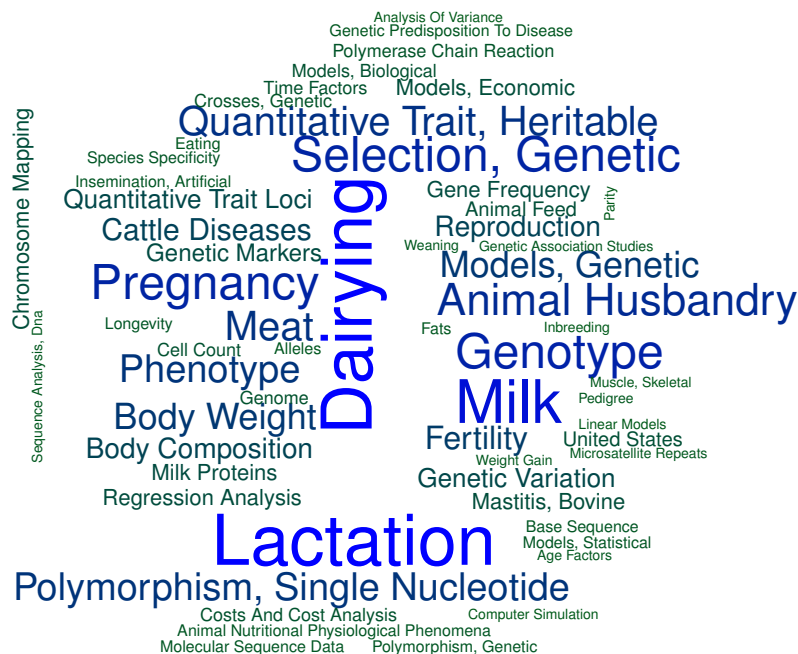 Analysis Of Variance
Genetic Predisposition To Disease
Polymerase Chain Reaction
Models, Biological
Time Factors
Models, Economic
Crosses, Genetic
Quantitative Trait, Heritable
Eating
Selection, Genetic
Species Specificity
Chromosome Mapping
Insemination, Artificial
Quantitative Trait Loci
Dairying
Gene Frequency
Parity
Animal Feed
Cattle Diseases
Reproduction
Genetic Markers
Weaning
Genetic Association Studies
Models, Genetic
Pregnancy
Animal Husbandry
Longevity
Meat
Fats
Inbreeding
Sequence Analysis, Dna
Cell Count
Alleles
Genotype
Phenotype
Muscle, Skeletal
Genome
Pedigree
Milk
Body Weight
Linear Models
Fertility
United States
Body Composition
Microsatellite Repeats
Weight Gain
Milk Proteins
Genetic Variation
Regression Analysis
Mastitis, Bovine
Base Sequence
Lactation
Models, Statistical
Age Factors
Polymorphism, Single Nucleotide
Costs And Cost Analysis
Computer Simulation
Animal Nutritional Physiological Phenomena
Molecular Sequence Data
Polymorphism, Genetic